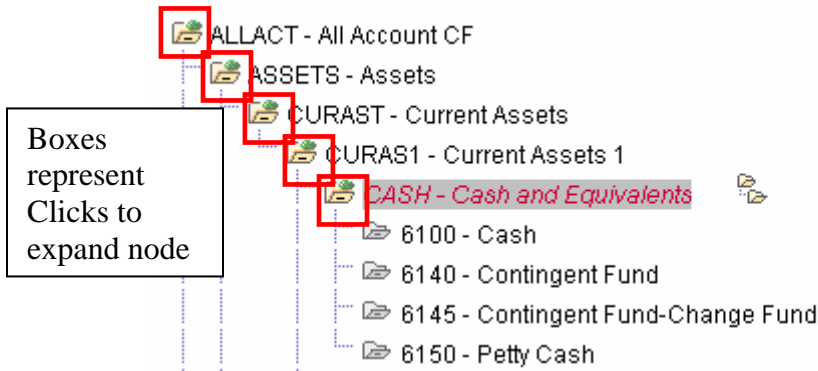 ALLACT - All Account CF
ASSETS - Assets
CURAST - Current Assets
CURAS1 - Current Assets 1
CASH - Cash and Equivalents
6100 - Cash
6140 - Contingent Fund
6145 - Contingent Fund-Change Fund
6150 - Petty Cash
Boxes
represent
Clicks to
expand node